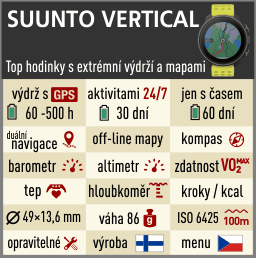 SUUNTO VERTICAL
Top hodinky s extrémní výdrží a mapami
výdrž s GPS
60 -500 h
aktivitami 24/7
30 dní
jen s časem
60 dní
duální
navigace
off-line mapy
kompas
barometr
altimetr
zdatnost VO2MAX
tep
hloubkoměr
kroky / kcal
Ø 49×13,6 mm
váha 86 g
ISO 6425 100m
opravitelné
výroba
menu